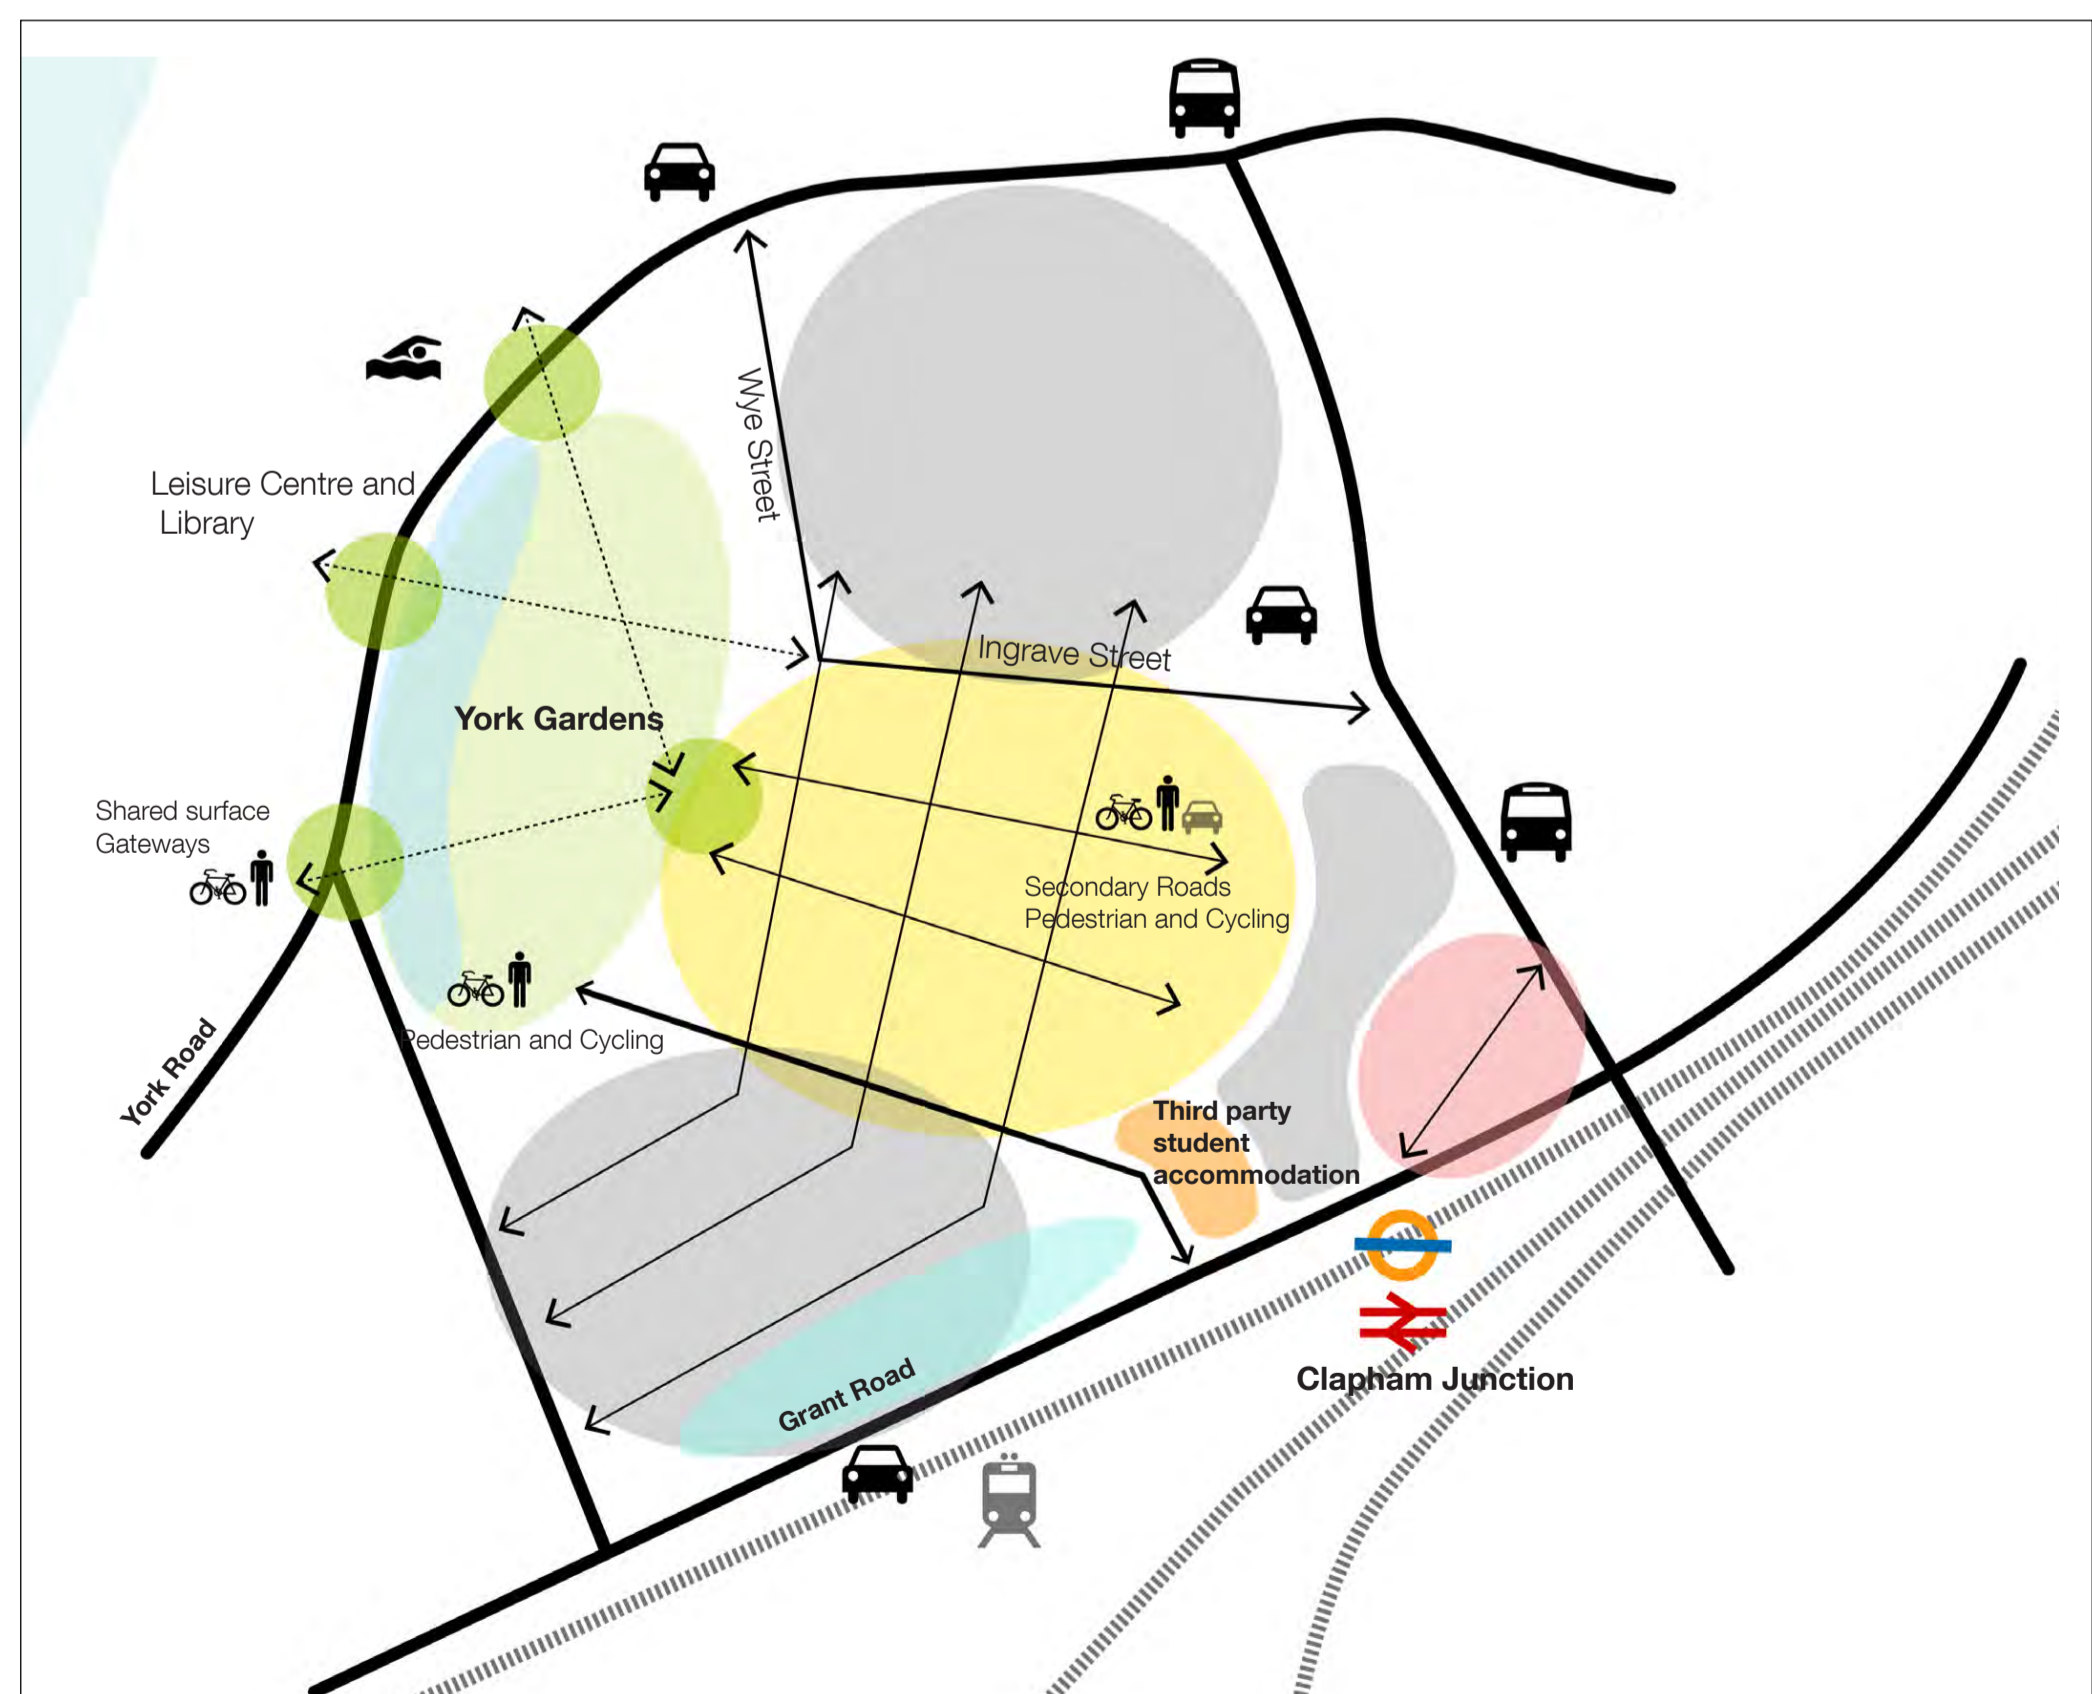 Wye Street
Leisure Centre and
Library
Ingrave Street
York Gardens
Shared surface
Gateways
Secondary Roads
Pedestrian and Cycling
Pedestrian and Cycling
York Road
Third party
student
accommodation
Grant Road
Clapham Junction